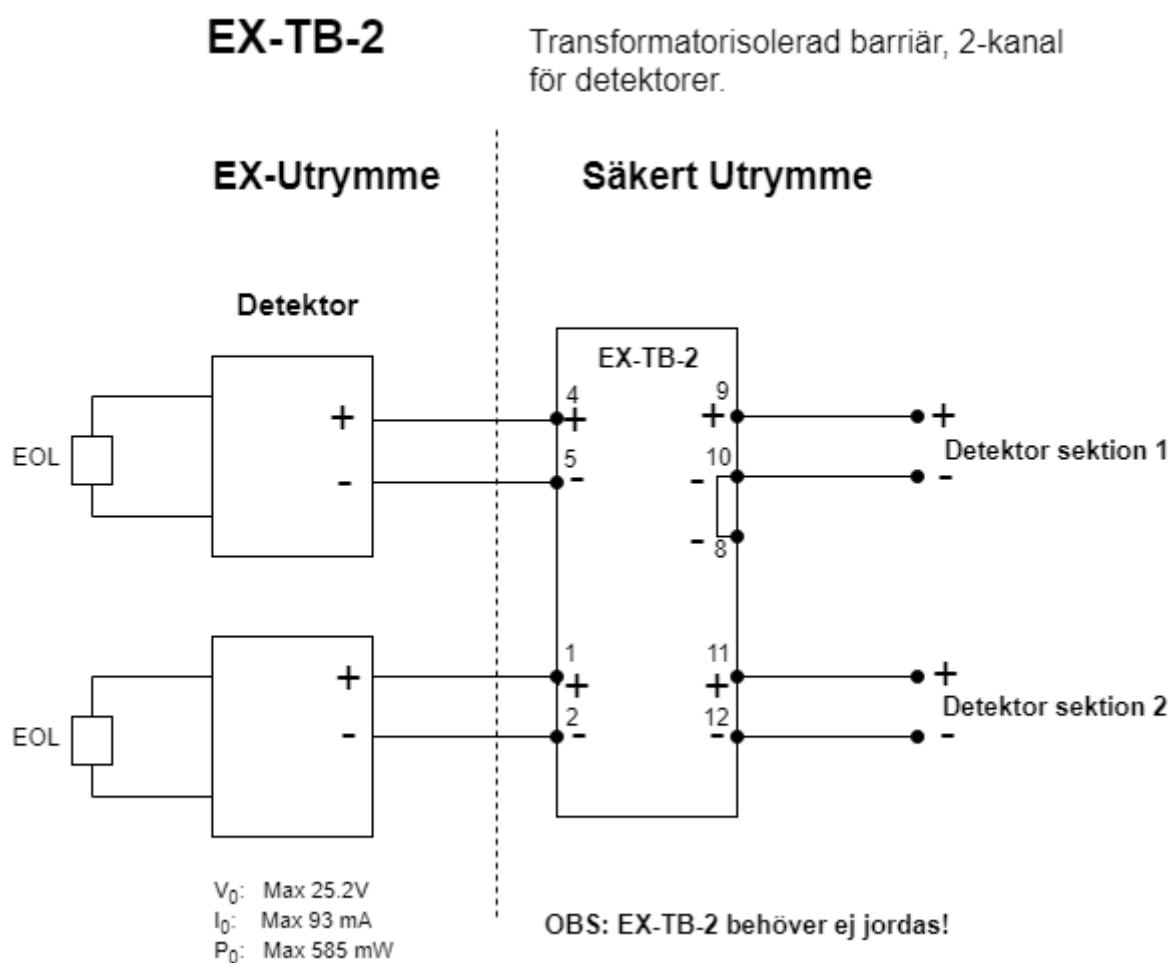 EX-TB-2
Transformatorisolerad barriär, 2-kanal
för detektorer.
EX-Utrymme
Säkert Utrymme
Detektor
EX-TB-2
EOL
+
-
4
+
5
-
9
+
10
-
-
8
+
-
Detektor sektion 1
EOL
+
-
1
+
2
-
11
+
12
-
+
-
Detektor sektion 2
V0: Max 25.2V
I0: Max 93 mA
P0: Max 585 mW
OBS: EX-TB-2 behöver ej jordas!